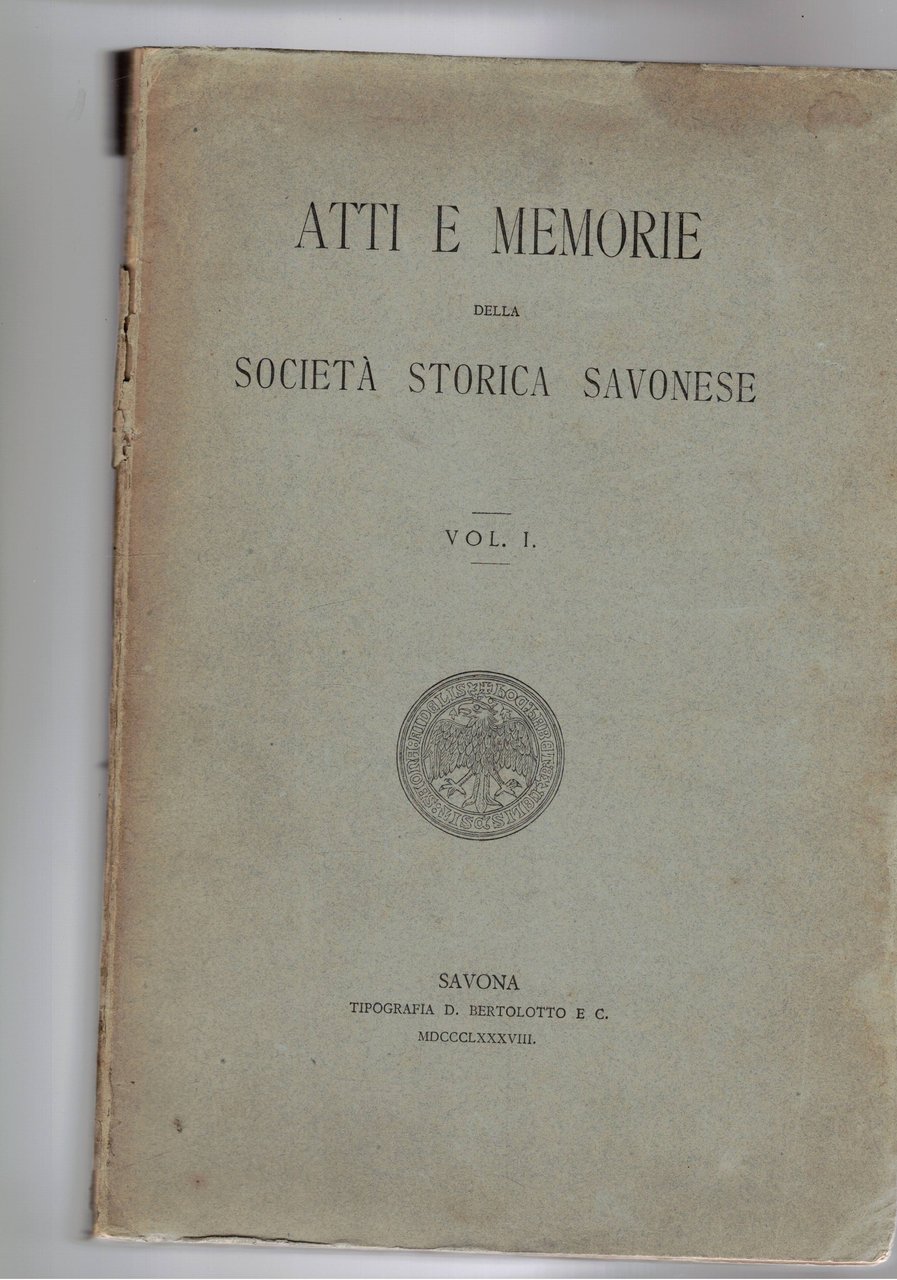 ATTI E MEMORIE
DELLA
SOCIETÀ STORICA SAVONESE
VOL. I.
SAVONA
TIPOGRAFIA D. BERTOLOTTO E C.
MDCCCLXXXVIII.